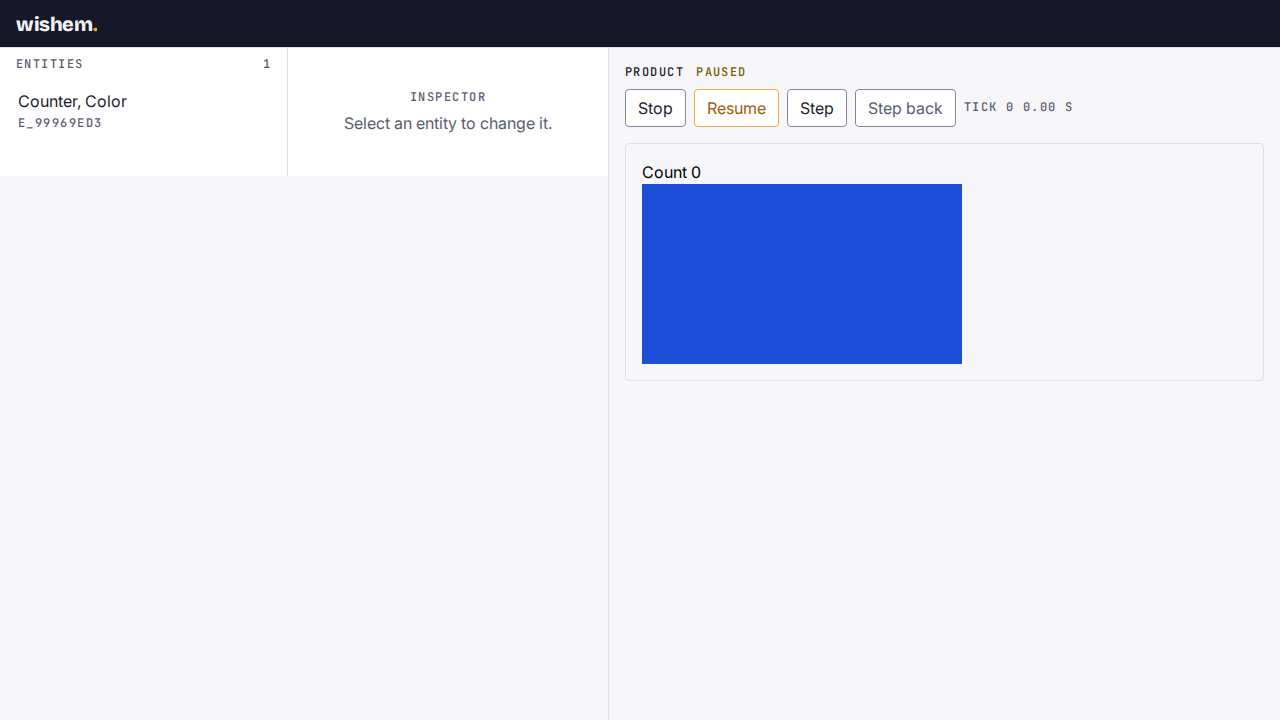 wishem.
ENTITIES 1
Counter, Color
E_99969ED3
INSPECTOR
Select an entity to change it.
PRODUCT PAUSED
Stop Resume Step Step back TICK 0 0.00 S
Count 0